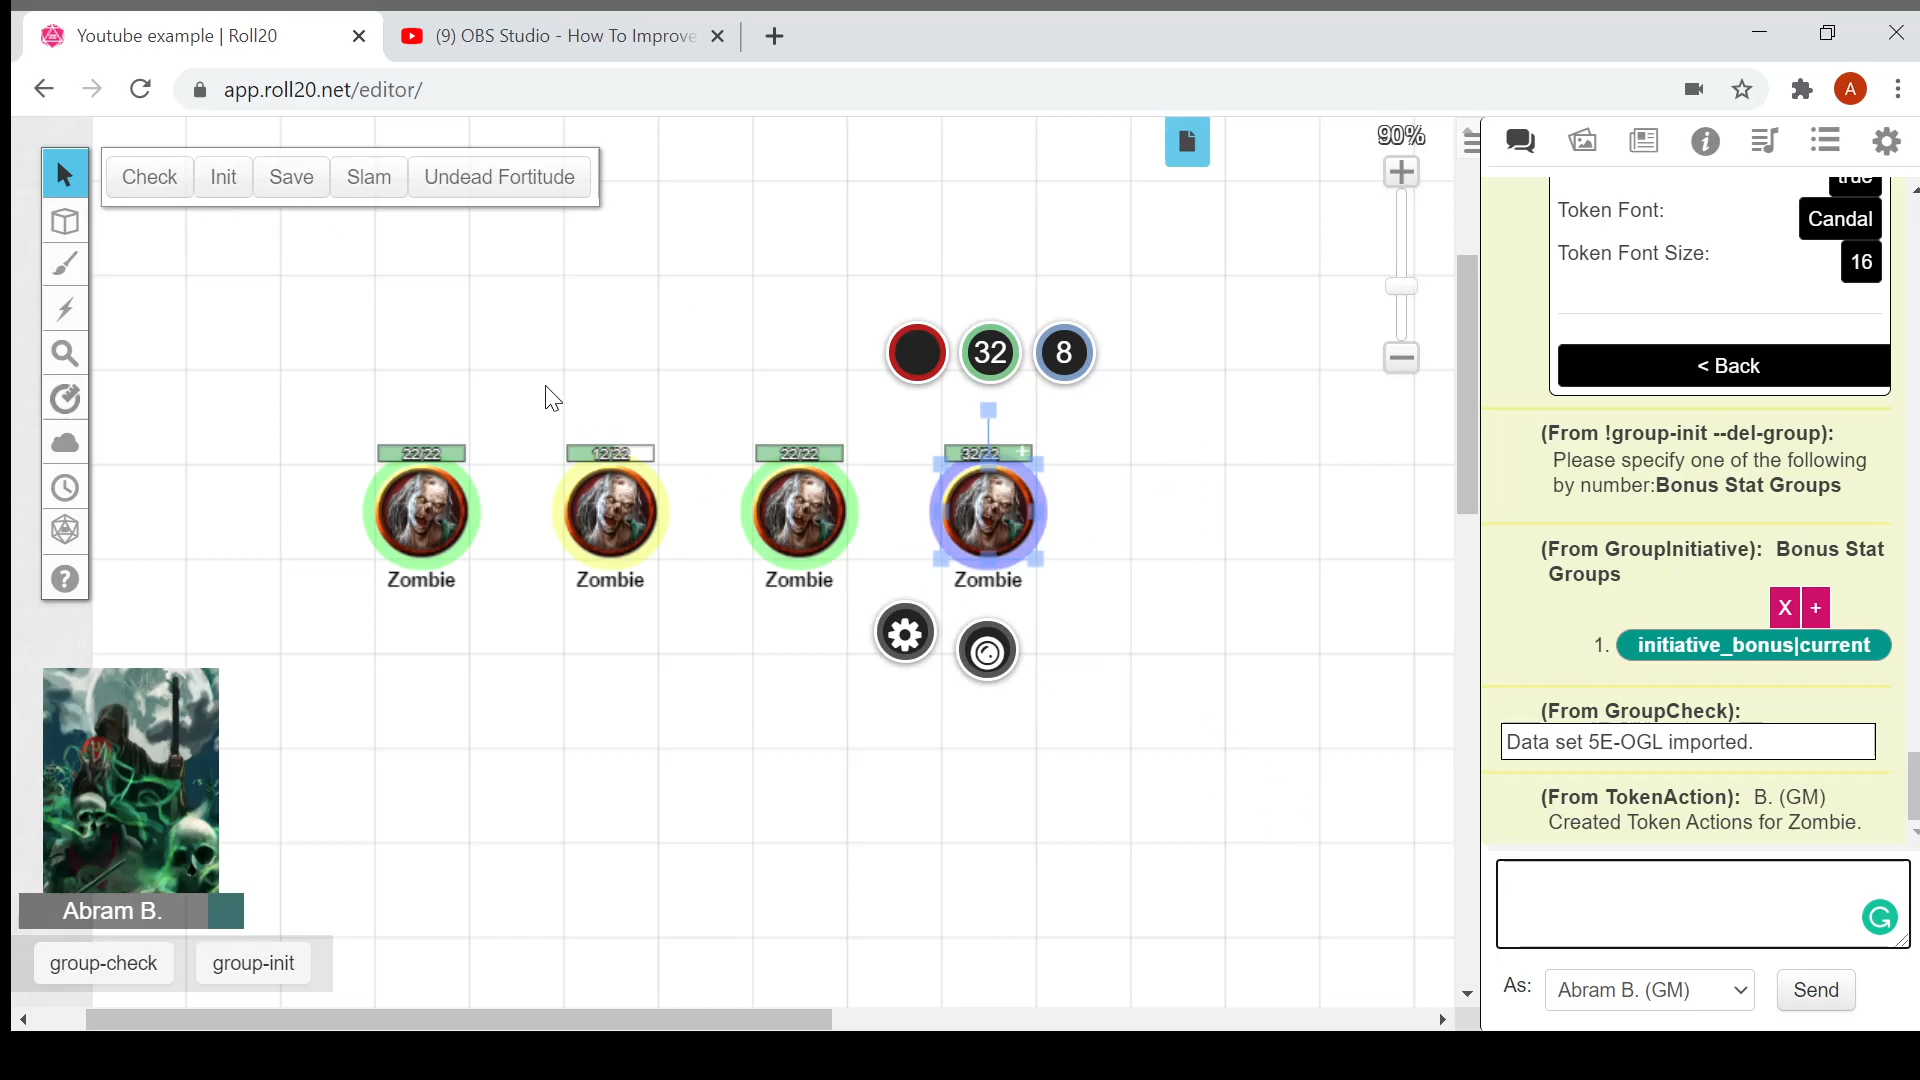 Youtube example | Roll20
(9) OBS Studio - How To Improve
app.roll20.net/editor/
A
Check Init Save Slam Undead Fortitude
90%
32 8
22/22 12/22 22/22 32/22
Zombie Zombie Zombie Zombie
Abram B.
group-check group-init
true
Token Font: Candal
Token Font Size: 16
< Back
(From !group-init --del-group):
Please specify one of the following
by number:Bonus Stat Groups
(From GroupInitiative): Bonus Stat
Groups
X +
1. initiative_bonus|current
(From GroupCheck):
Data set 5E-OGL imported.
(From TokenAction): B. (GM)
Created Token Actions for Zombie.
As: Abram B. (GM) Send